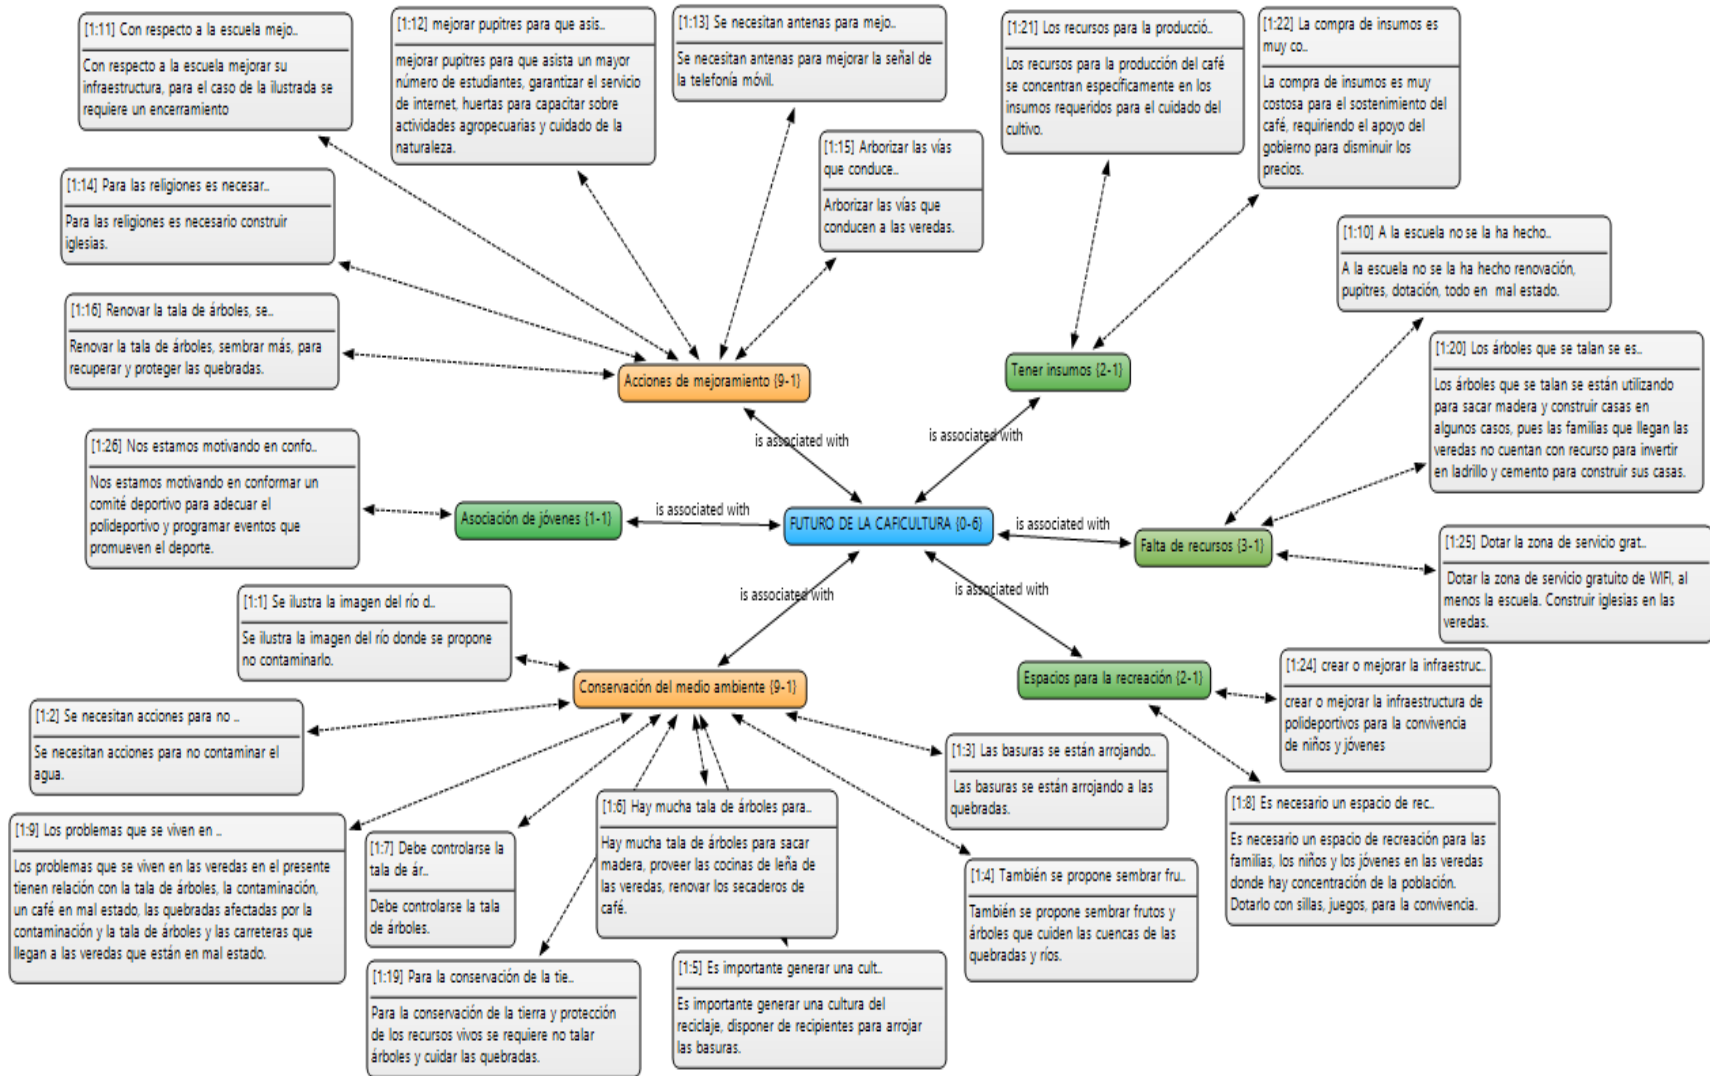 [1:11] Con respecto a la escuela mejo..
Con respecto a la escuela mejorar su
infraestructura, para el caso de la ilustrada se
requiere un encerramiento
[1:12] mejorar pupitres para que asis..
mejorar pupitres para que asista un mayor
número de estudiantes, garantizar el servicio
de internet, huertas para capacitar sobre
actividades agropecuarias y cuidado de la
naturaleza.
[1:13] Se necesitan antenas para mejo..
Se necesitan antenas para mejorar la señal de
la telefonía móvil.
[1:21] Los recursos para la producció..
Los recursos para la producción del café
se concentran específicamente en los
insumos requeridos para el cuidado del
cultivo.
[1:22] La compra de insumos es
muy co..
La compra de insumos es muy
costosa para el sostenimiento del
café, requiriendo el apoyo del
gobierno para disminuir los
precios.
[1:15] Arborizar las vías
que conduce..
Arborizar las vías que
conducen a las veredas.
[1:14] Para las religiones es necesar..
Para las religiones es necesario construir
iglesias.
[1:10] A la escuela no se la ha hecho..
A la escuela no se la ha hecho renovación,
pupitres, dotación, todo en mal estado.
[1:16] Renovar la tala de árboles, se..
Renovar la tala de árboles, sembrar más, para
recuperar y proteger las quebradas.
Acciones de mejoramiento {9-1}
Tener insumos {2-1}
[1:20] Los árboles que se talan se es..
Los árboles que se talan se están utilizando
para sacar madera y construir casas en
algunos casos, pues las familias que llegan las
veredas no cuentan con recurso para invertir
en ladrillo y cemento para construir sus casas.
is associated with
is associated with
[1:26] Nos estamos motivando en confo..
Nos estamos motivando en conformar un
comité deportivo para adecuar el
polideportivo y programar eventos que
promueven el deporte.
Asociación de jóvenes {1-1}
is associated with
FUTURO DE LA CAFICULTURA {0-6}
is associated with
Falta de recursos {3-1}
[1:25] Dotar la zona de servicio grat..
Dotar la zona de servicio gratuito de WIFI, al
menos la escuela. Construir iglesias en las
veredas.
is associated with
is associated with
[1:1] Se ilustra la imagen del río d..
Se ilustra la imagen del río donde se propone
no contaminarlo.
Conservación del medio ambiente {9-1}
Espacios para la recreación {2-1}
[1:24] crear o mejorar la infraestruc..
crear o mejorar la infraestructura de
polideportivos para la convivencia
de niños y jóvenes
[1:2] Se necesitan acciones para no ..
Se necesitan acciones para no contaminar el
agua.
[1:3] Las basuras se están arrojando..
Las basuras se están arrojando a las
quebradas.
[1:8] Es necesario un espacio de rec..
Es necesario un espacio de recreación para las
familias, los niños y los jóvenes en las veredas
donde hay concentración de la población.
Dotarlo con sillas, juegos, para la convivencia.
[1:9] Los problemas que se viven en ..
Los problemas que se viven en las veredas en el presente
tienen relación con la tala de árboles, la contaminación,
un café en mal estado, las quebradas afectadas por la
contaminación y la tala de árboles y las carreteras que
llegan a las veredas que están en mal estado.
[1:7] Debe controlarse la
tala de ár..
Debe controlarse la tala
de árboles.
[1:6] Hay mucha tala de árboles para..
Hay mucha tala de árboles para sacar
madera, proveer las cocinas de leña de
las veredas, renovar los secaderos de
café.
[1:4] También se propone sembrar fru..
También se propone sembrar frutos y
árboles que cuiden las cuencas de las
quebradas y ríos.
[1:19] Para la conservación de la tie..
Para la conservación de la tierra y protección
de los recursos vivos se requiere no talar
árboles y cuidar las quebradas.
[1:5] Es importante generar una cult..
Es importante generar una cultura del
reciclaje, disponer de recipientes para arrojar
las basuras.